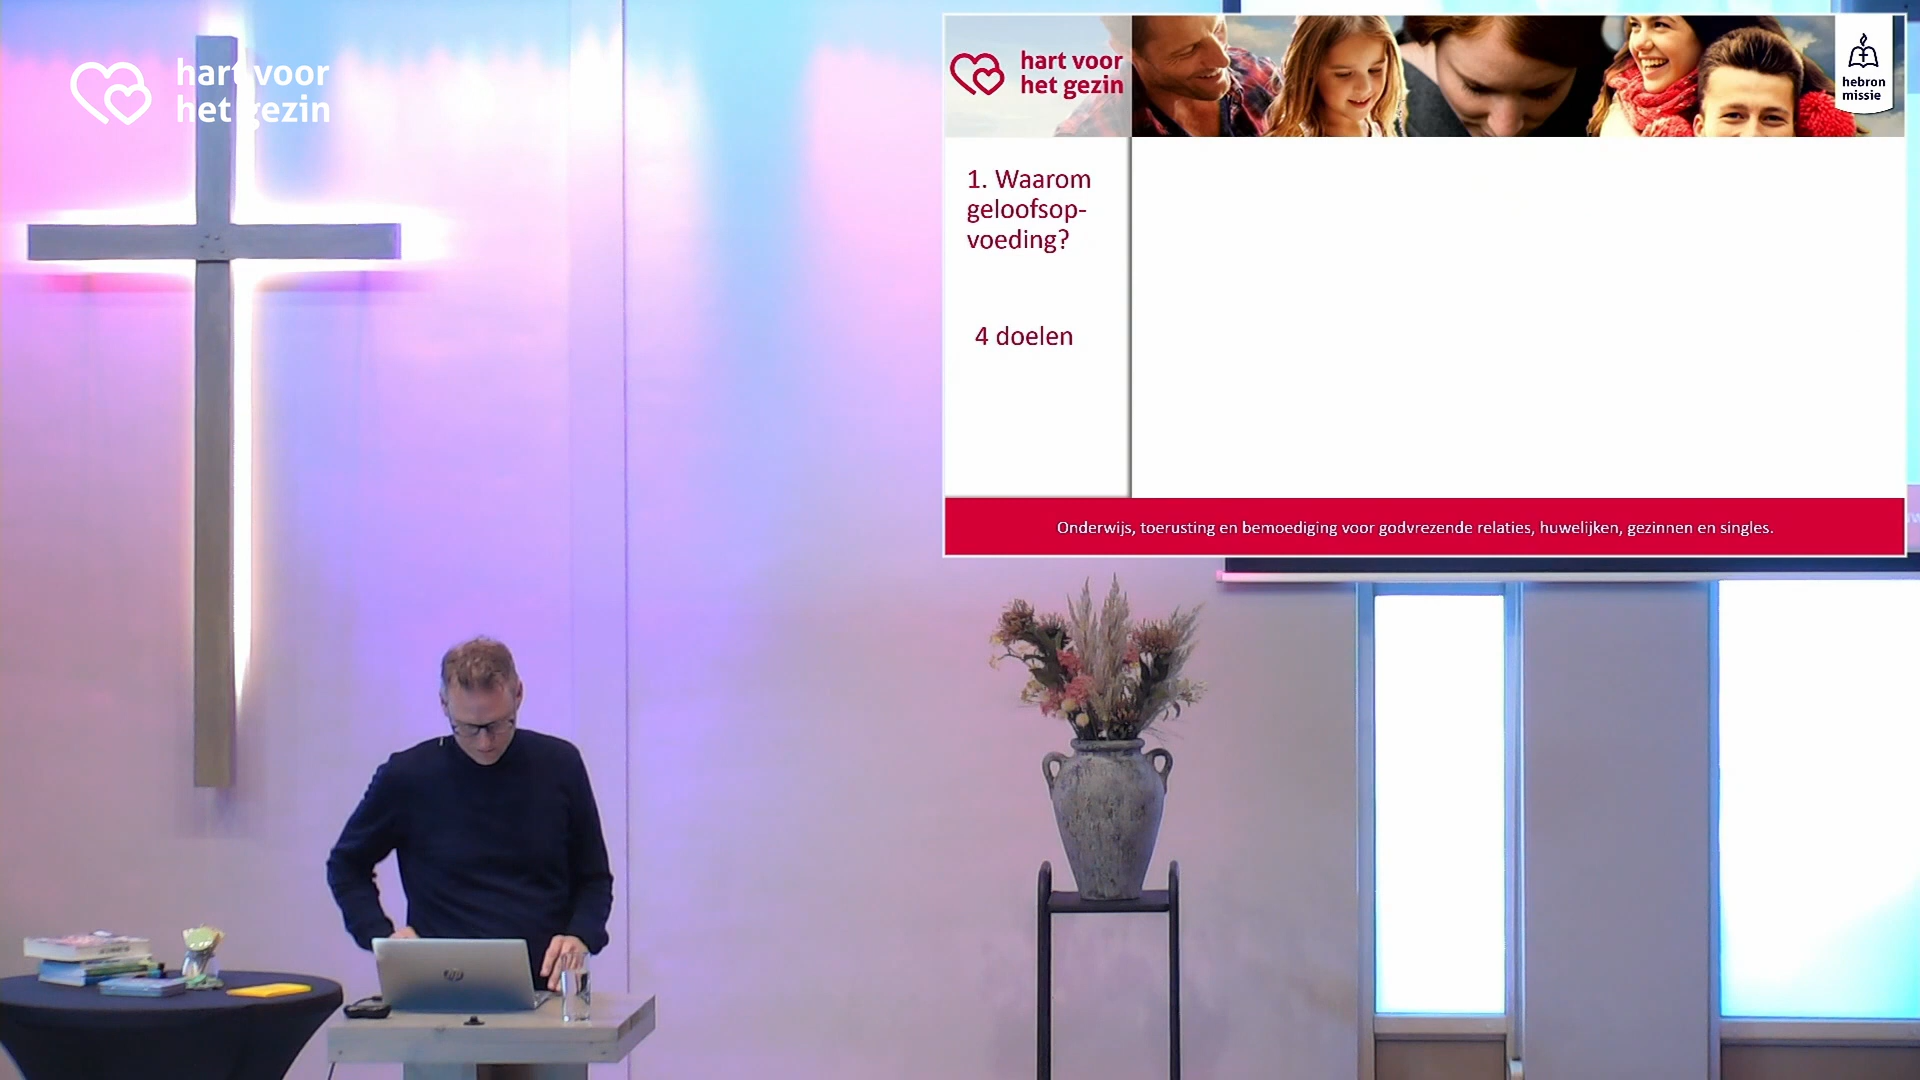 hart voor
het gezin
hart voor
het gezin
hebron
missie
1. Waarom
geloofsop-
voeding?
4 doelen
Onderwijs, toerusting en bemoediging voor godvrezende relaties, huwelijken, gezinnen en singles.
hp